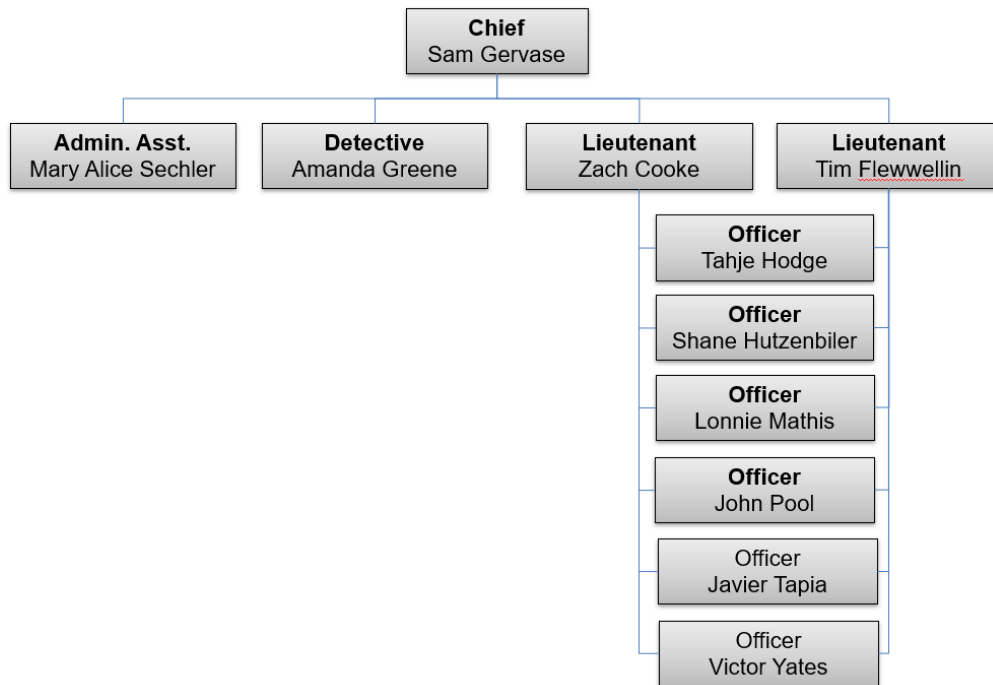 Chief
Sam Gervase
Admin. Asst.
Mary Alice Sechler
Detective
Amanda Greene
Lieutenant
Zach Cooke
Lieutenant
Tim Flewwellin
Officer
Tahje Hodge
Officer
Shane Hutzenbiler
Officer
Lonnie Mathis
Officer
John Pool
Officer
Javier Tapia
Officer
Victor Yates